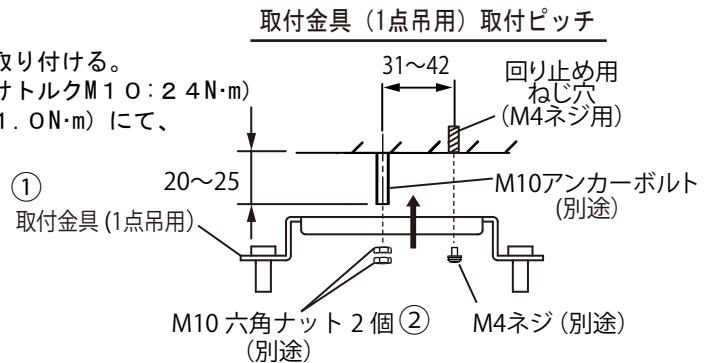 取付金具（1点吊用）取付ピッチ
取り付ける。
トルクM10:24N·m）
1.0N·m）にて、
31～42
回り止め用
ねじ穴
(M4ネジ用)
①
20～25
M10アンカーボルト
(別途)
取付金具 (1点吊用)
M10 六角ナット 2 個②
(別途)
M4ネジ (別途)